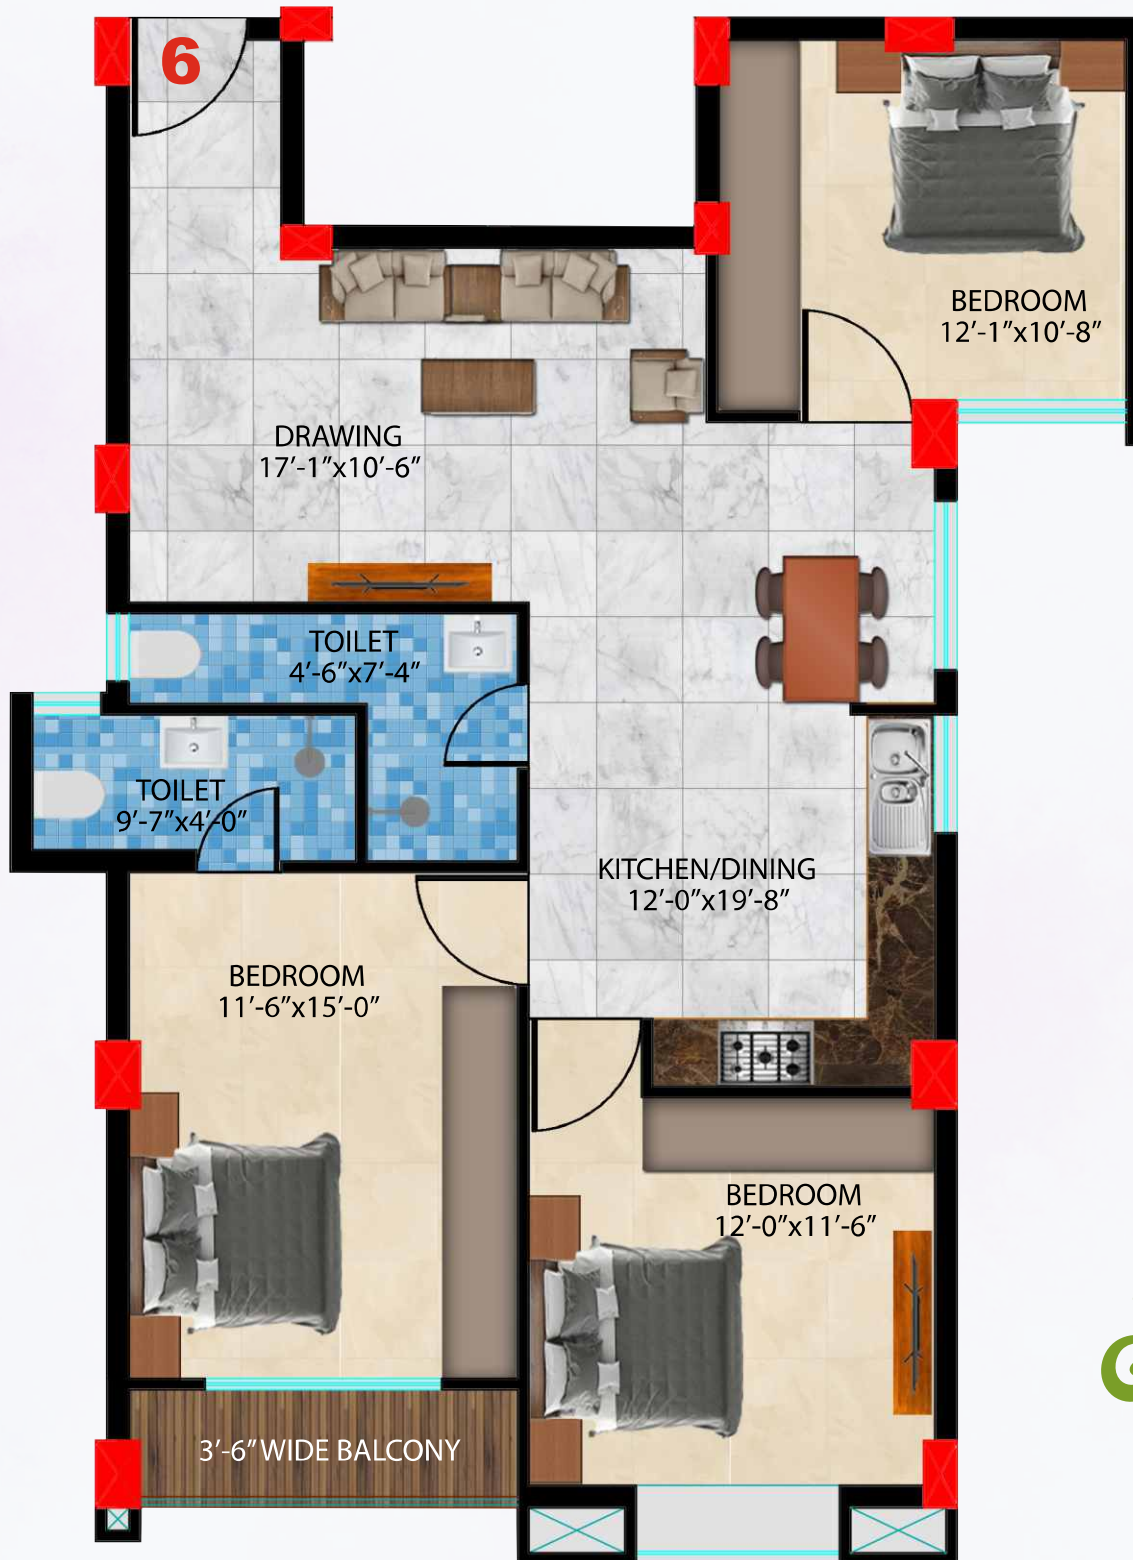 6
BEDROOM
12'-1"x10'-8"
DRAWING
17'-1"x10'-6"
TOILET
4'-6"x7'-4"
TOILET
9'-7"x4'-0"
KITCHEN/DINING
12'-0"x19'-8"
BEDROOM
11'-6"x15'-0"
BEDROOM
12'-0"x11'-6"
3'-6" WIDE BALCONY